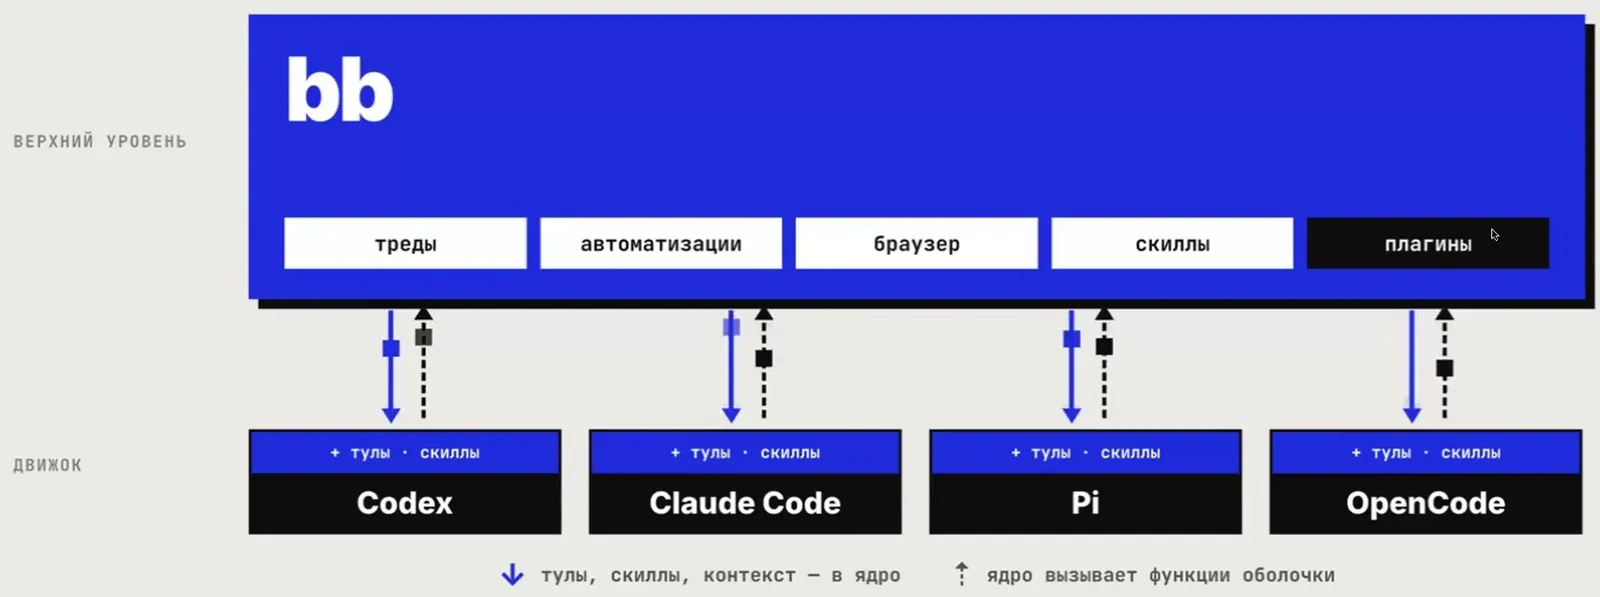 bb
ВЕРХНИЙ УРОВЕНЬ
треды
автоматизации
браузер
скиллы
плагины
ДВИЖОК
+ тулы · скиллы
Codex
+ тулы · скиллы
Claude Code
+ тулы · скиллы
Pi
+ тулы · скиллы
OpenCode
тулы, скиллы, контекст — в ядро
ядро вызывает функции оболочки